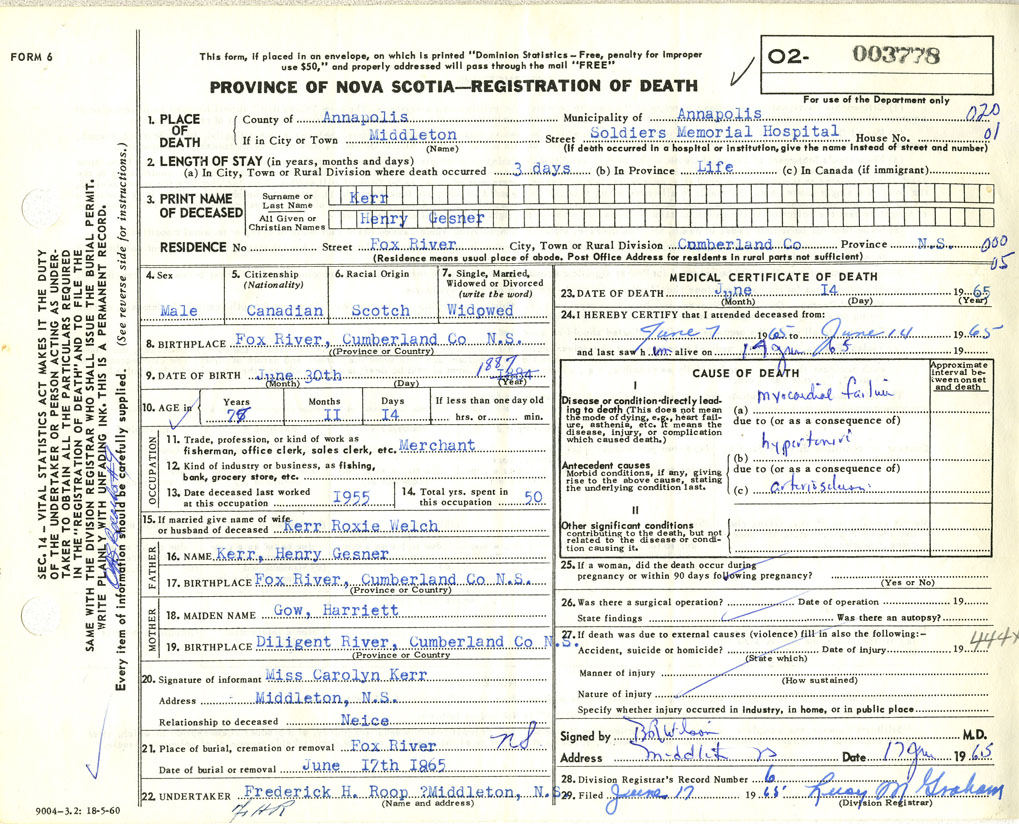 FORM 6
This form, if placed in an envelope, on which is printed "Dominion Statistics – Free, penalty for improper
use $50," and properly addressed will pass through the mail "FREE"
PROVINCE OF NOVA SCOTIA—REGISTRATION OF DEATH
O2- 003778
For use of the Department only
1. PLACE OF DEATH
County of Annapolis Municipality of Annapolis 020
If in City or Town Middleton Street Soldiers Memorial Hospital House No. 01
(Name) (If death occurred in a hospital or institution, give the name instead of street and number)
2. LENGTH OF STAY (in years, months and days)
(a) In City, Town or Rural Division where death occurred 3 days (b) In Province Life (c) In Canada (if immigrant)
3. PRINT NAME OF DECEASED
Surname or Last Name Kerr
All Given or Christian Names Henry Gesner
RESIDENCE No Street Fox River City, Town or Rural Division Cumberland Co Province N.S. 000
(Residence means usual place of abode. Post Office Address for residents in rural parts not sufficient) 05
4. Sex
Male
5. Citizenship
(Nationality)
Canadian
6. Racial Origin
Scotch
7. Single, Married,
Widowed or Divorced
(write the word)
Widowed
8. BIRTHPLACE Fox River, Cumberland Co N.S.
((Province or Country)
9. DATE OF BIRTH June 30th 1887
(Month) (Day) (Year)
10. AGE in
Years Months Days If less than one day old
II I4 hrs. or min.
OCCUPATION
11. Trade, profession, or kind of work as
fisherman, office clerk, sales clerk, etc. Merchant
12. Kind of industry or business, as fishing,
bank, grocery store, etc.
13. Date deceased last worked
at this occupation I955
14. Total yrs. spent in
this occupation 50
15. If married give name of wife
or husband of deceased Kerr Roxie Welch
FATHER
16. NAME Kerr, Henry Gesner
17. BIRTHPLACE Fox River, Cumberland Co N.S.
(Province or Country)
MOTHER
18. MAIDEN NAME Gow, Harriett
19. BIRTHPLACE Diligent River, Cumberland Co N.S.
(Province or Country
20. Signature of informant Miss Carolyn Kerr
Address Middleton, N.S.
Relationship to deceased Neice
21. Place of burial, cremation or removal Fox River n8
Date of burial or removal June I7th I965
22. UNDERTAKER Frederick H. Roop ?Middleton, N.S
(Name and address)
MEDICAL CERTIFICATE OF DEATH
23. DATE OF DEATH June I4 1965
(Month) (Day) (Year)
24. I HEREBY CERTIFY that I attended deceased from:
June 7 1965 to June 14 1965
and last saw him alive on 19
CAUSE OF DEATH
Approximate
interval be-
tween onset
and death
I
Disease or condition directly lead-
ing to death (This does not mean
the mode of dying, e.g., heart fail-
ure, asthenia, etc. It means the
disease, injury, or complication
which caused death.)
myocardial failure
(a)
due to (or as a consequence of)
Antecedent causes
Morbid conditions, if any, giving
rise to the above cause, stating
the underlying condition last.
(b)
due to (or as a consequence of)
(c)
II
Other significant conditions
contributing to the death, but not
related to the disease or condi-
tion causing it.
25. If a woman, did the death occur during
pregnancy or within 90 days following pregnancy?
(Yes or No)
26. Was there a surgical operation? Date of operation 19
State findings Was there an autopsy?
27. If death was due to external causes (violence) fill in also the following:–
Accident, suicide or homicide? Date of injury 19 444x
(State which)
Manner of injury
(How sustained)
Nature of injury
Specify whether injury occurred in industry, in home, or in public place
Signed by Wilson M.D.
Address Date 17 1965
28. Division Registrar's Record Number 6
29. Filed June 17 1965 Lucy M Graham
(Division Registrar)
SEC. 14 – VITAL STATISTICS ACT MAKES IT THE DUTY
OF THE UNDERTAKER OR PERSON ACTING AS UNDER-
TAKER TO OBTAIN ALL THE PARTICULARS REQUIRED
IN THE "REGISTRATION OF DEATH" AND TO FILE THE
SAME WITH THE DIVISION REGISTRAR WHO SHALL ISSUE THE BURIAL PERMIT.
WRITE PLAINLY WITH UNFADING INK. THIS IS A PERMANENT RECORD.
Every item of information should be carefully supplied. (See reverse side for instructions.)
9004–3.2: 18-5-60
FHR